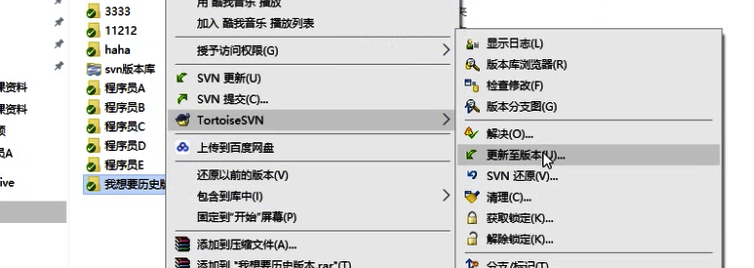 3333
11212
haha
svn版本库
程序员A
程序员B
程序员C
程序员D
程序员E
我想要历史版
课资料
课资料
员A
ive
用 酷我音乐 播放
加入 酷我音乐 播放列表
授予访问权限(G)
SVN 更新(U)
SVN 提交(C)...
TortoiseSVN
上传到百度网盘
还原以前的版本(V)
包含到库中(I)
固定到"开始"屏幕(P)
添加到压缩文件(A)...
添加到 "我想要历史版本.rar"(T)
来
显示日志(L)
版本库浏览器(R)
检查修改(F)
版本分支图(G)
解决(O)...
更新至版本(U)...
SVN 还原(V)...
清理(C)...
获取锁定(K)...
解除锁定(K)...
分支/标记(T)